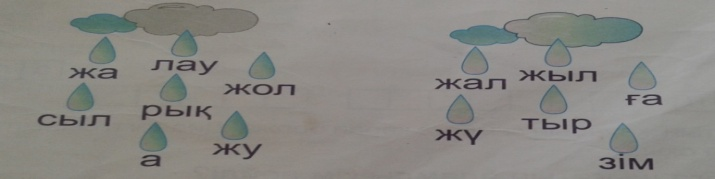 жа лау жол
сыл рық жу
а
жал жыл ға
жү тыр
зім